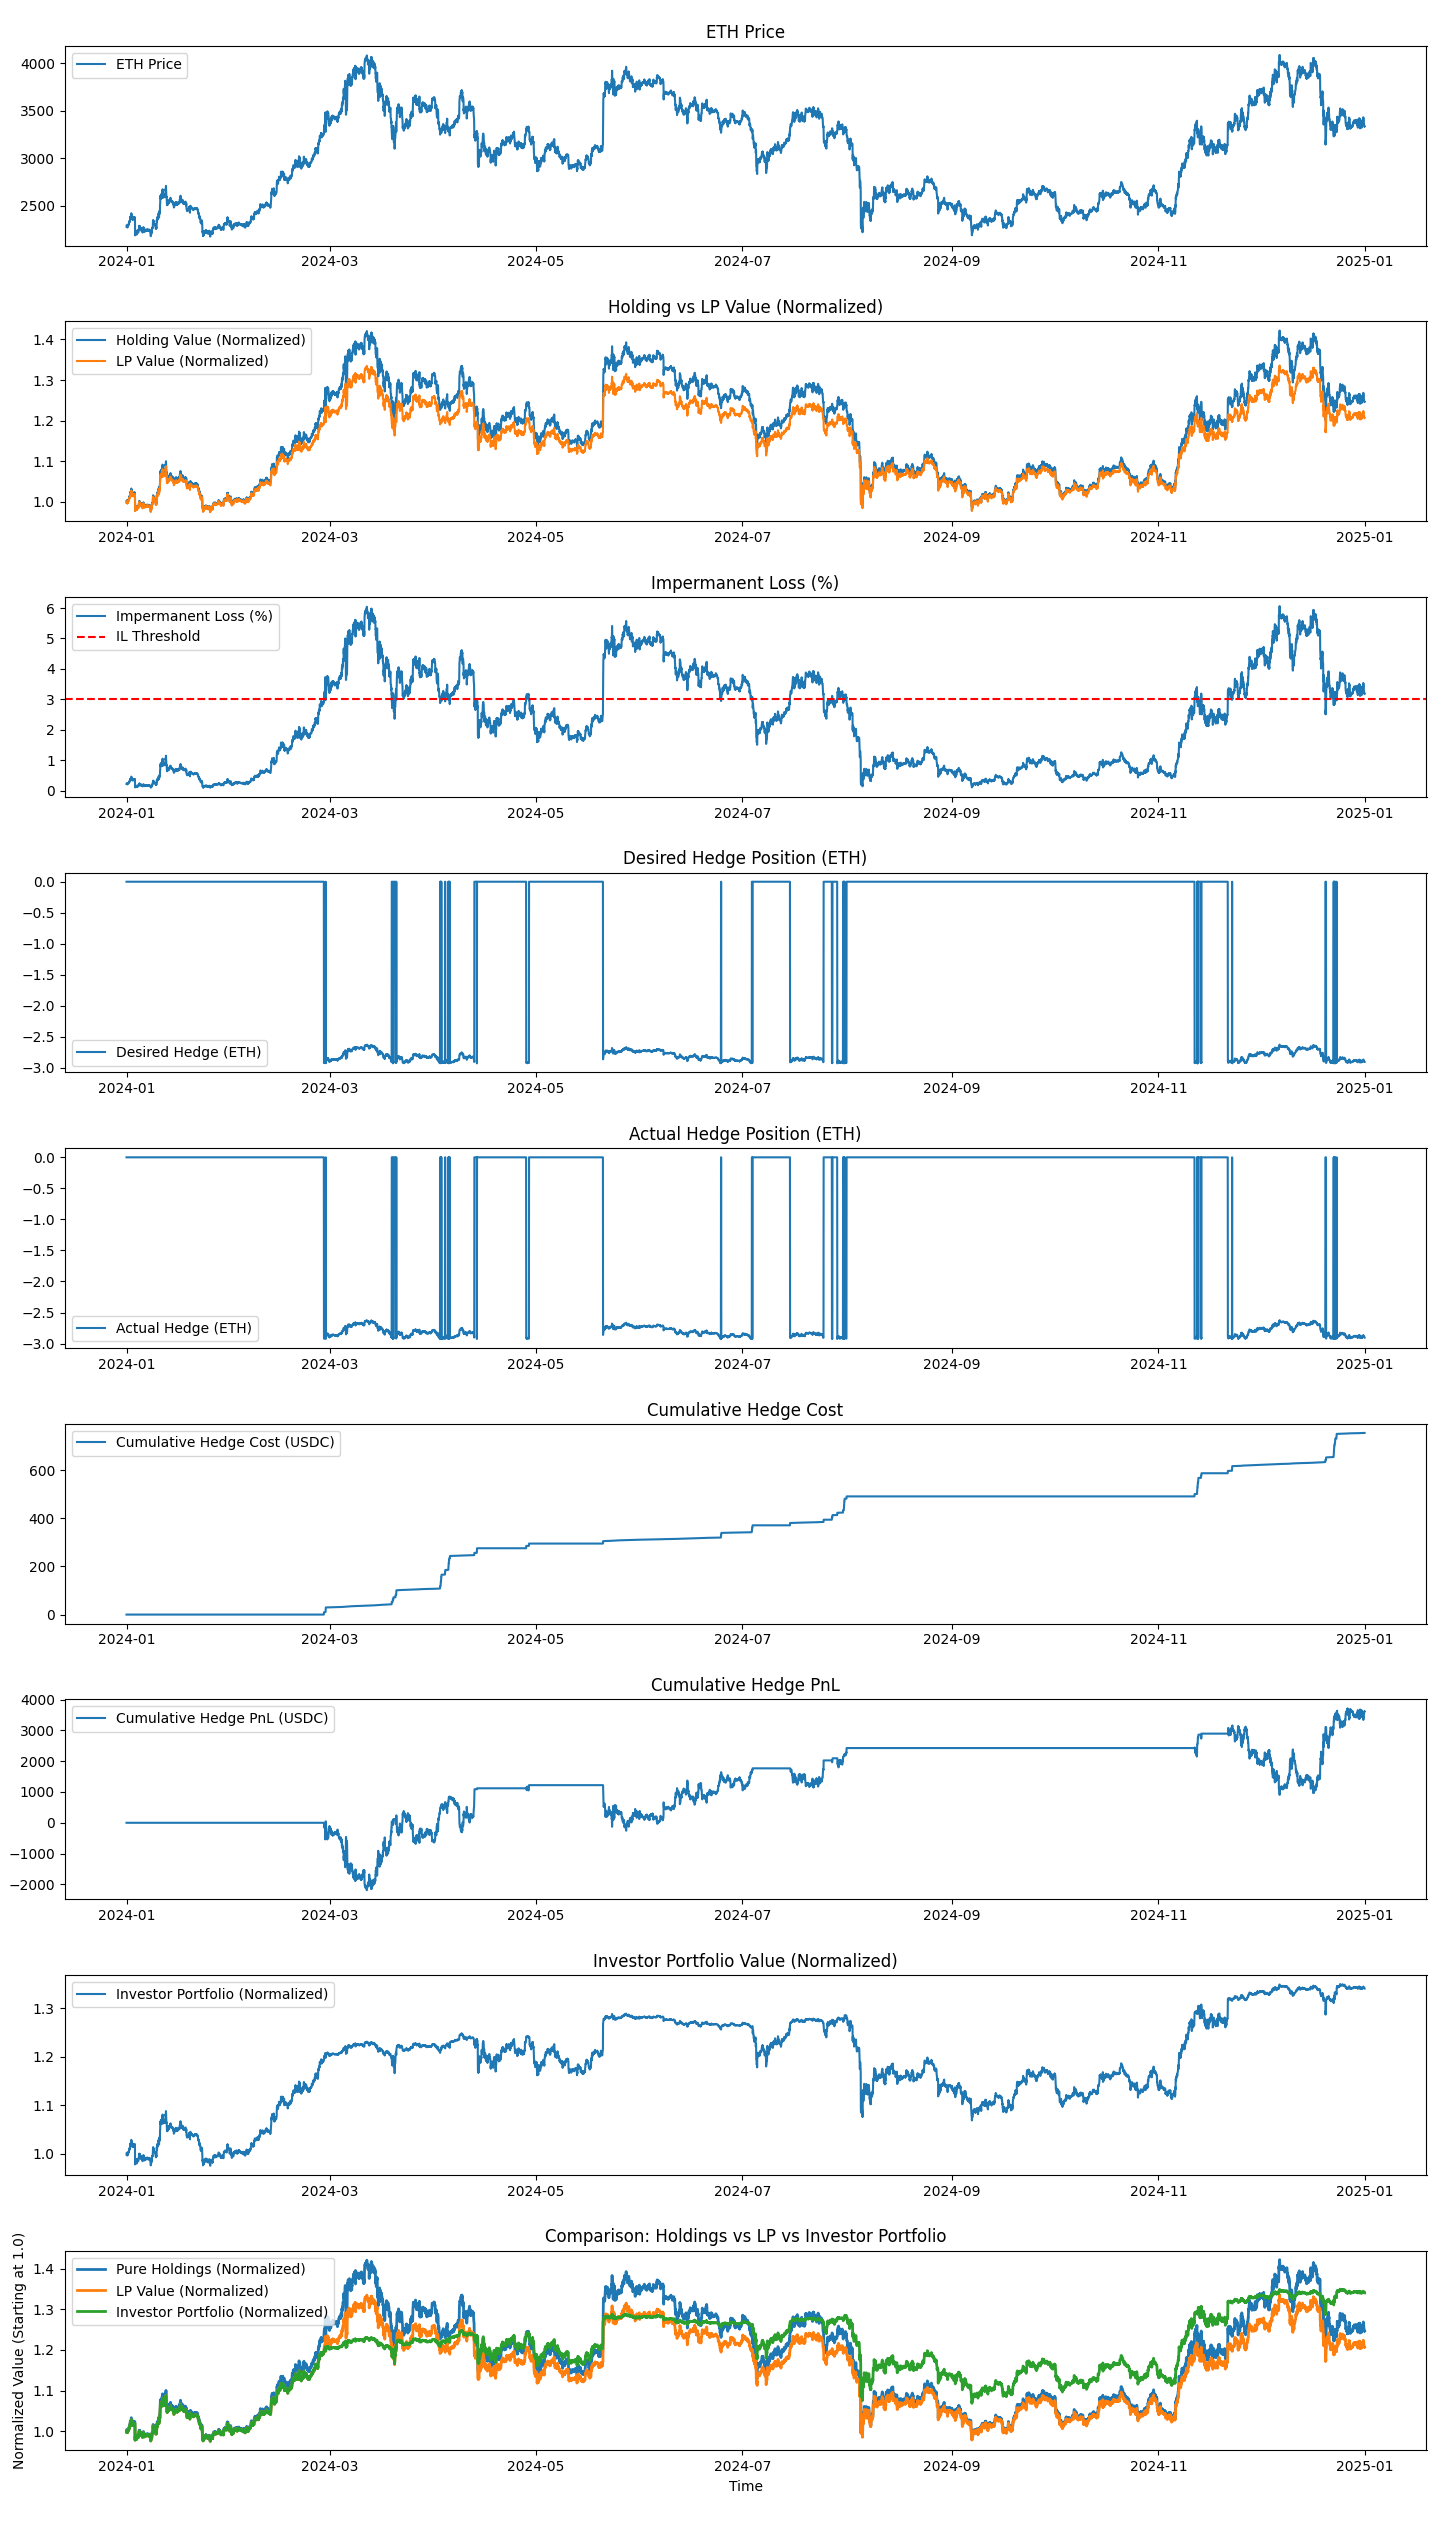 ETH Price
ETH Price
4000
3500
3000
2500
2024-01 2024-03 2024-05 2024-07 2024-09 2024-11 2025-01
Holding vs LP Value (Normalized)
Holding Value (Normalized)
LP Value (Normalized)
1.4
1.3
1.2
1.1
1.0
2024-01 2024-03 2024-05 2024-07 2024-09 2024-11 2025-01
Impermanent Loss (%)
Impermanent Loss (%)
IL Threshold
6
5
4
3
2
1
0
2024-01 2024-03 2024-05 2024-07 2024-09 2024-11 2025-01
Desired Hedge Position (ETH)
0.0
−0.5
−1.0
−1.5
−2.0
−2.5
−3.0
Desired Hedge (ETH)
2024-01 2024-03 2024-05 2024-07 2024-09 2024-11 2025-01
Actual Hedge Position (ETH)
0.0
−0.5
−1.0
−1.5
−2.0
−2.5
−3.0
Actual Hedge (ETH)
2024-01 2024-03 2024-05 2024-07 2024-09 2024-11 2025-01
Cumulative Hedge Cost
Cumulative Hedge Cost (USDC)
600
400
200
0
2024-01 2024-03 2024-05 2024-07 2024-09 2024-11 2025-01
Cumulative Hedge PnL
Cumulative Hedge PnL (USDC)
4000
3000
2000
1000
0
−1000
−2000
2024-01 2024-03 2024-05 2024-07 2024-09 2024-11 2025-01
Investor Portfolio Value (Normalized)
Investor Portfolio (Normalized)
1.3
1.2
1.1
1.0
2024-01 2024-03 2024-05 2024-07 2024-09 2024-11 2025-01
Comparison: Holdings vs LP vs Investor Portfolio
Pure Holdings (Normalized)
LP Value (Normalized)
Investor Portfolio (Normalized)
Normalized Value (Starting at 1.0)
1.4
1.3
1.2
1.1
1.0
2024-01 2024-03 2024-05 2024-07 2024-09 2024-11 2025-01
Time